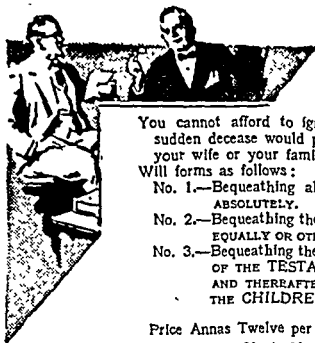 You cannot afford to ig
sudden decease would p
your wife or your famil
Will forms as follows:
No. 1.—Bequeathing al
ABSOLUTELY.
No. 2.—Bequeathing the
EQUALLY OR OTH
No. 3.—Bequeathing the
OF THE TESTA
AND THEREAFTE
THE CHILDRE
Price Annas Twelve per